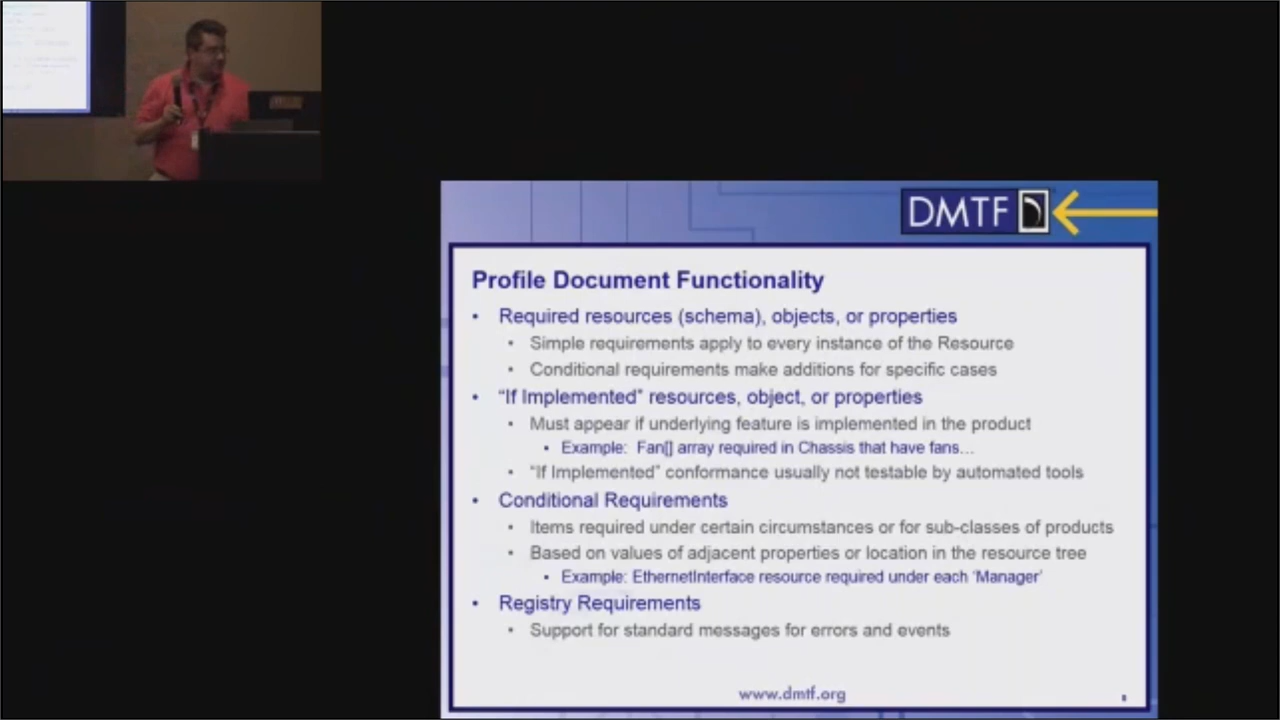 DMTF
Profile Document Functionality
• Required resources (schema), objects, or properties
• Simple requirements apply to every instance of the Resource
• Conditional requirements make additions for specific cases
• “If Implemented” resources, object, or properties
• Must appear if underlying feature is implemented in the product
• Example: Fan[] array required in Chassis that have fans…
• “If Implemented” conformance usually not testable by automated tools
• Conditional Requirements
• Items required under certain circumstances or for sub-classes of products
• Based on values of adjacent properties or location in the resource tree
• Example: EthernetInterface resource required under each ‘Manager’
• Registry Requirements
• Support for standard messages for errors and events
www.dmtf.org